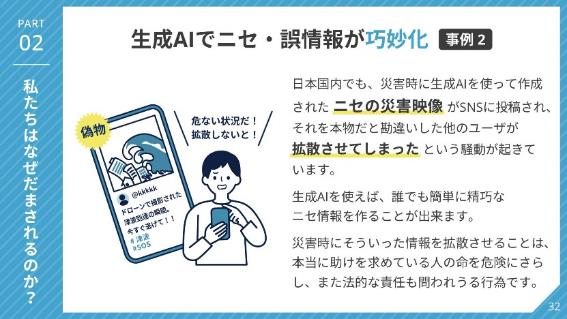 PART
02
私たちはなぜだまされるのか?
生成AIでニセ・誤情報が巧妙化 事例2
偽物
危ない状況だ!
拡散しないと!
@kkkkk
ドローンで撮影された
津波到達の瞬間。
今すぐ逃げて!!
#津波
#SOS
日本国内でも、災害時に生成AIを使って作成
された ニセの災害映像 がSNSに投稿され、
それを本物だと勘違いした他のユーザが
拡散させてしまった という騒動が起きて
います。
生成AIを使えば、誰でも簡単に精巧な
ニセ情報を作ることが出来ます。
災害時にそういった情報を拡散させることは、
本当に助けを求めている人の命を危険にさら
し、また法的な責任も問われうる行為です。
32